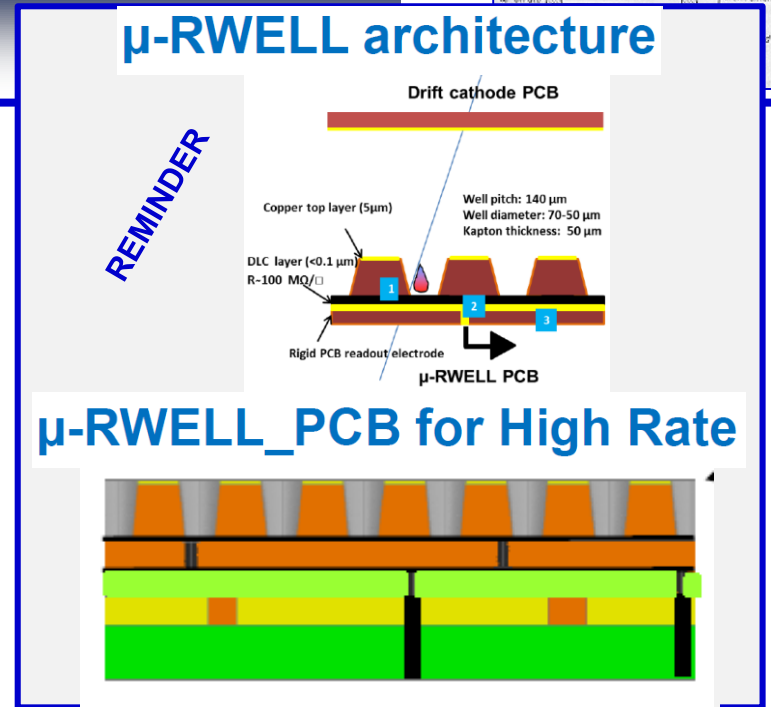 µ-RWELL architecture
REMINDER
Drift cathode PCB
Well pitch: 140 µm
Well diameter: 70-50 µm
Kapton thickness: 50 µm
Copper top layer (5µm)
DLC layer (<0.1 µm)
R~100 MΩ/□
1
2
3
Rigid PCB readout electrode
µ-RWELL PCB
µ-RWELL_PCB for High Rate